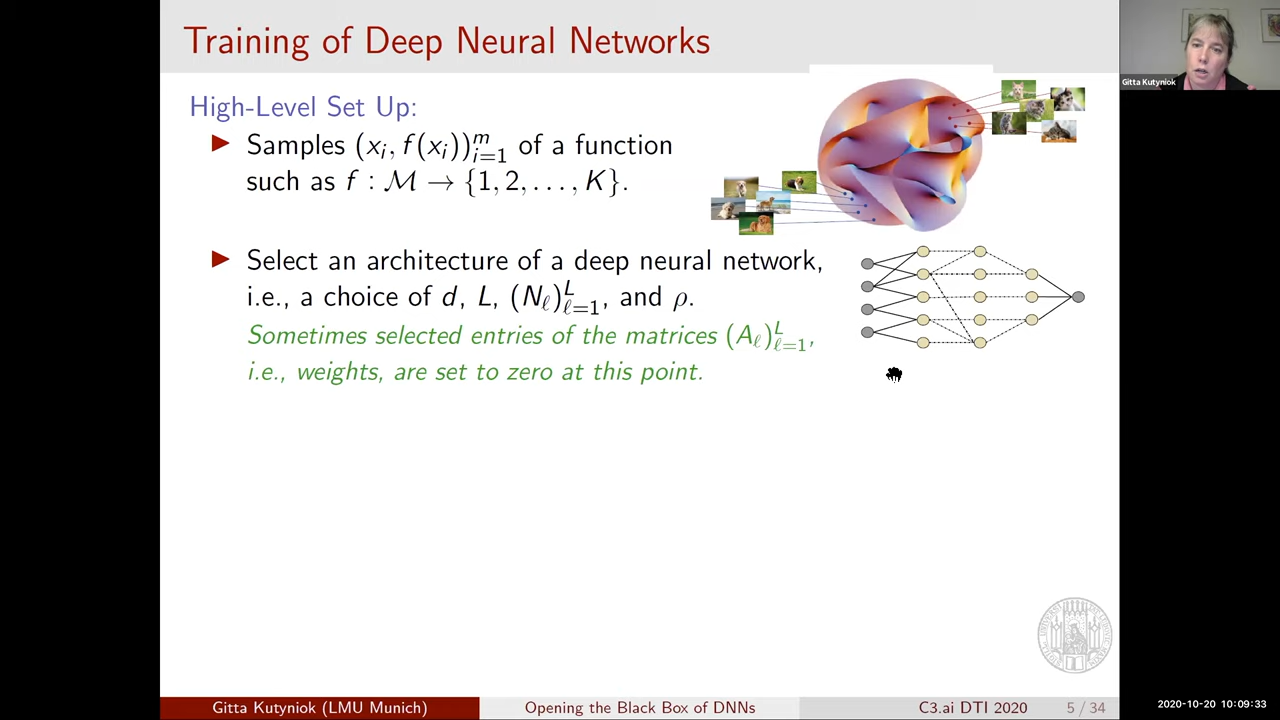 Training of Deep Neural Networks
Gitta Kutyniok
High-Level Set Up:
Samples (x_i, f(x_i))_{i=1}^m of a function
such as f : ℳ → {1, 2, . . . , K}.
Select an architecture of a deep neural network,
i.e., a choice of d, L, (N_ℓ)_{ℓ=1}^L, and ρ.
Sometimes selected entries of the matrices (A_ℓ)_{ℓ=1}^L,
i.e., weights, are set to zero at this point.
Gitta Kutyniok (LMU Munich) Opening the Black Box of DNNs C3.ai DTI 2020 5 / 34
2020-10-20 10:09:33